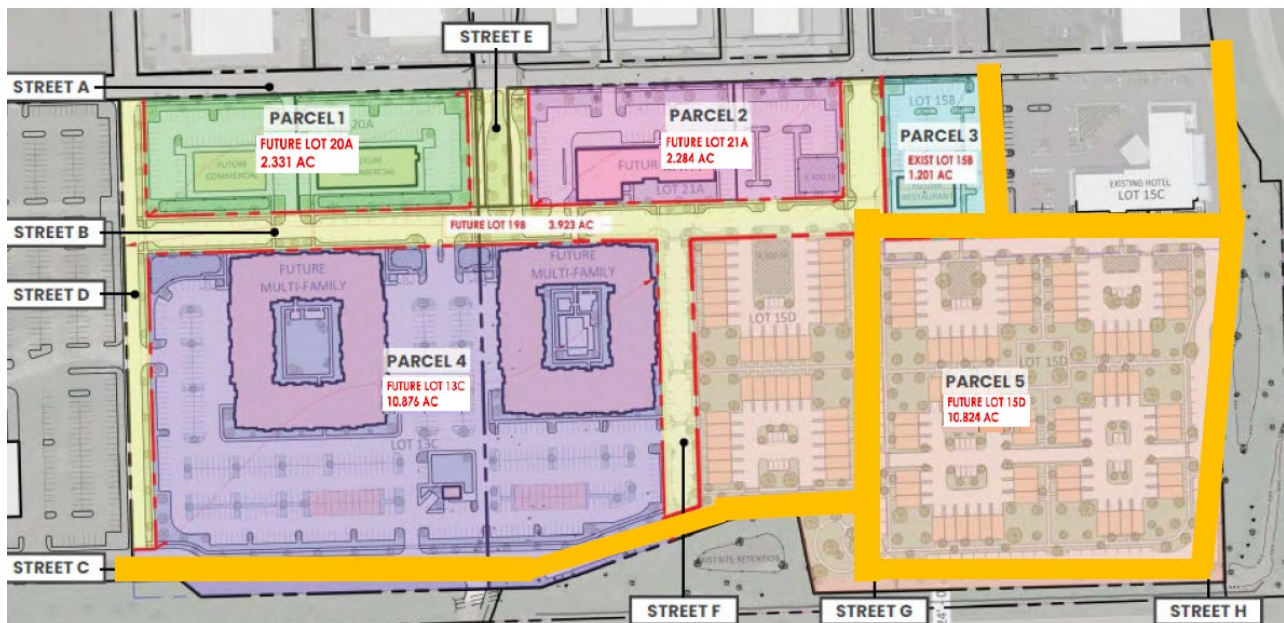 STREET E
STREET A
PARCEL 1
20A
FUTURE LOT 20A
2.331 AC
FUTURE
COMMERCIAL
FUTURE
COMMERCIAL
PARCEL 2
FUTURE LOT 21A
2.284 AC
FUTURE
LOT 21A
LOT 15B
PARCEL 3
EXIST LOT 15B
1.201 AC
FUTURE
RESTAURANT
EXISTING HOTEL
LOT 15C
STREET B
FUTURE LOT 19B 3.923 AC
STREET D
FUTURE
MULTI-FAMILY
FUTURE
MULTI-FAMILY
LOT 15D
PARCEL 4
FUTURE LOT 13C
10.876 AC
LOT 13C
LOT 15D
PARCEL 5
FUTURE LOT 15D
10.824 AC
STREET C
SITE RETENTION
STREET F
STREET G
STREET H